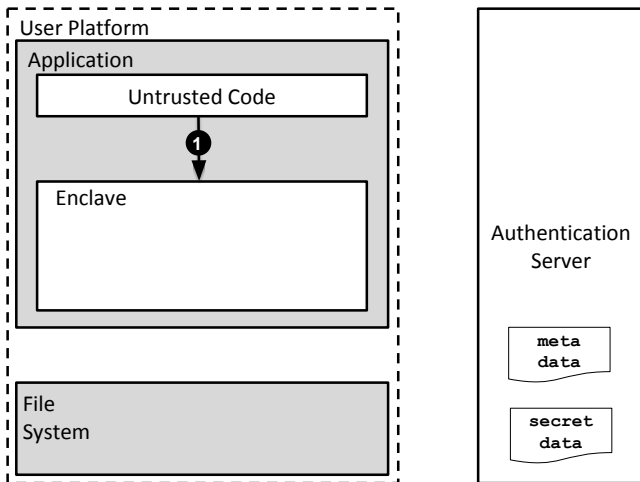 User Platform
Application
Untrusted Code
1
Enclave
File
System
Authentication
Server
meta
data
secret
data